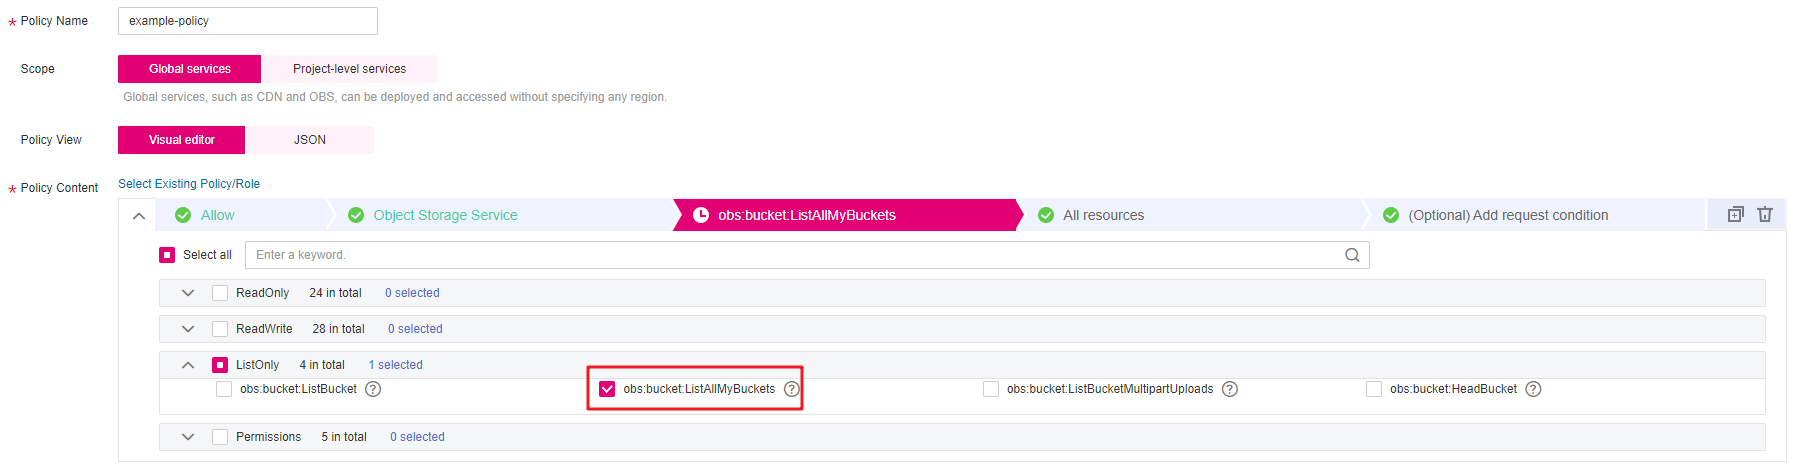 * Policy Name example-policy
Scope Global services Project-level services
Global services, such as CDN and OBS, can be deployed and accessed without specifying any region.
Policy View Visual editor JSON
* Policy Content Select Existing Policy/Role
Allow Object Storage Service obs:bucket:ListAllMyBuckets All resources (Optional) Add request condition
Select all Enter a keyword.
ReadOnly 24 in total 0 selected
ReadWrite 28 in total 0 selected
ListOnly 4 in total 1 selected
obs:bucket:ListBucket ? obs:bucket:ListAllMyBuckets ? obs:bucket:ListBucketMultipartUploads ? obs:bucket:HeadBucket ?
Permissions 5 in total 0 selected